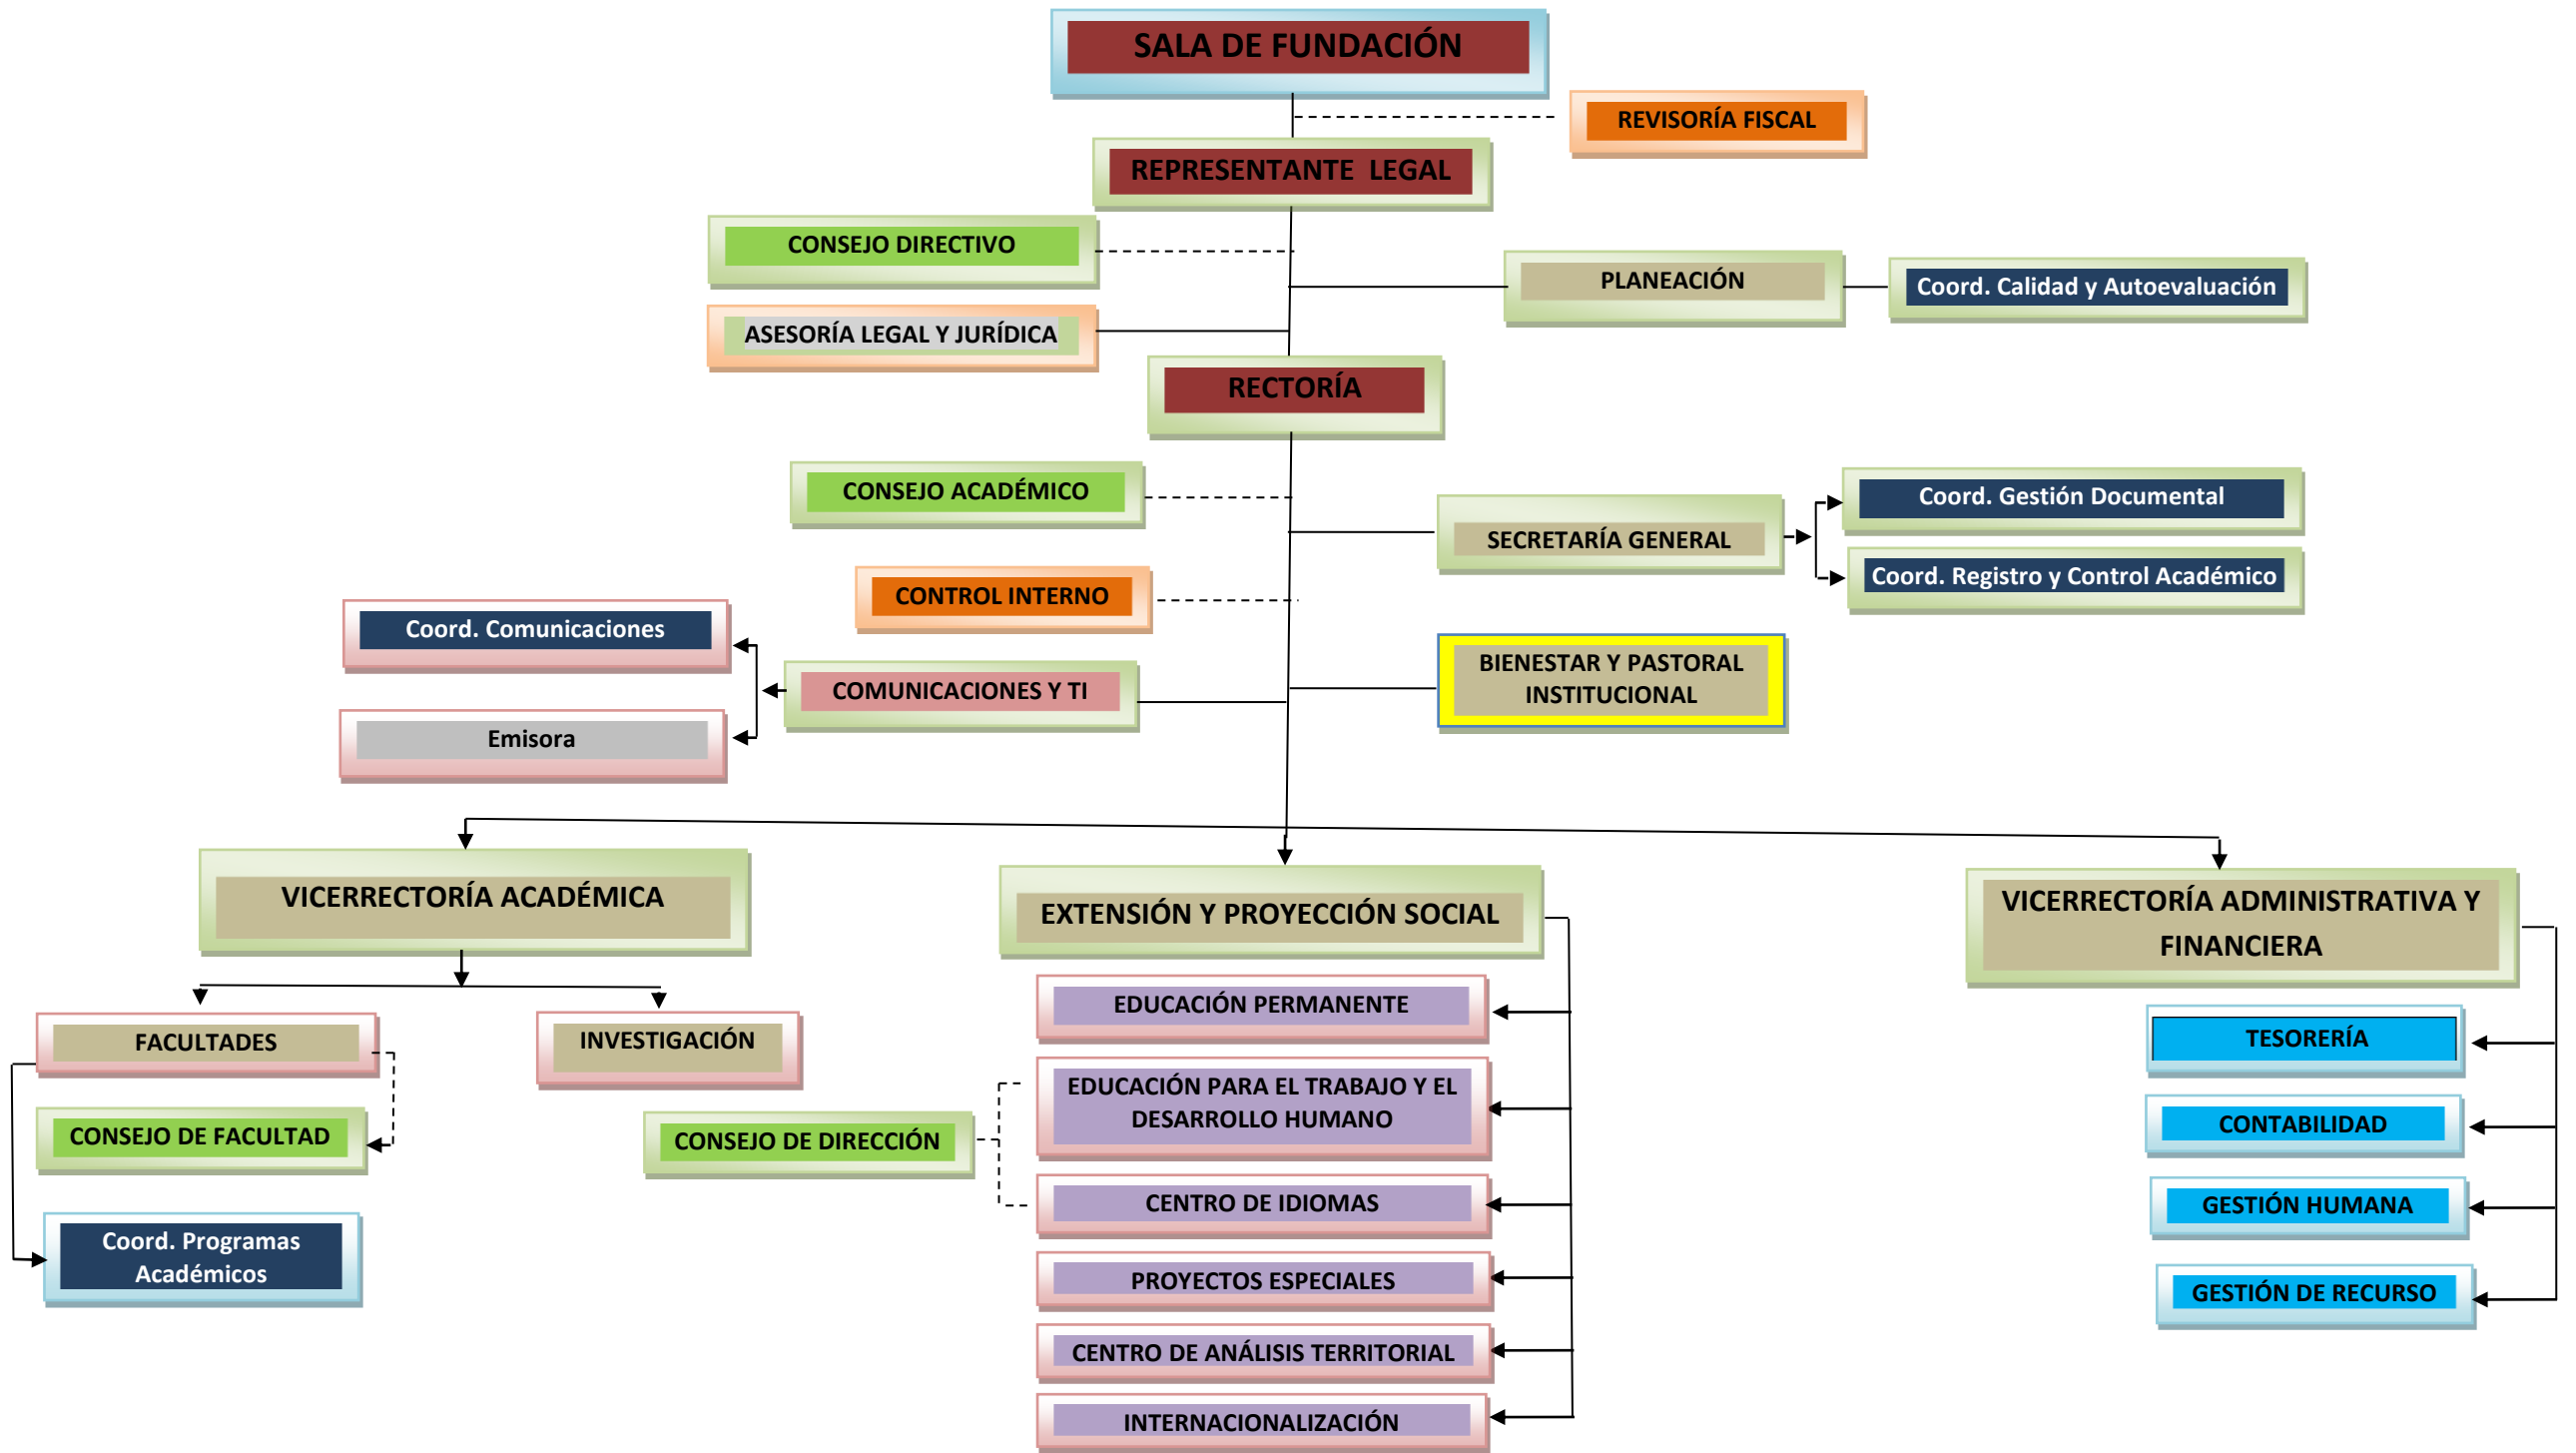 SALA DE FUNDACIÓN
REVISORÍA FISCAL
REPRESENTANTE LEGAL
CONSEJO DIRECTIVO
PLANEACIÓN
Coord. Calidad y Autoevaluación
ASESORÍA LEGAL Y JURÍDICA
RECTORÍA
CONSEJO ACADÉMICO
Coord. Gestión Documental
SECRETARÍA GENERAL
Coord. Registro y Control Académico
CONTROL INTERNO
Coord. Comunicaciones
BIENESTAR Y PASTORAL
INSTITUCIONAL
COMUNICACIONES Y TI
Emisora
VICERRECTORÍA ACADÉMICA
EXTENSIÓN Y PROYECCIÓN SOCIAL
VICERRECTORÍA ADMINISTRATIVA Y
FINANCIERA
FACULTADES
INVESTIGACIÓN
CONSEJO DE FACULTAD
Coord. Programas
Académicos
EDUCACIÓN PERMANENTE
EDUCACIÓN PARA EL TRABAJO Y EL
DESARROLLO HUMANO
CONSEJO DE DIRECCIÓN
CENTRO DE IDIOMAS
PROYECTOS ESPECIALES
CENTRO DE ANÁLISIS TERRITORIAL
INTERNACIONALIZACIÓN
TESORERÍA
CONTABILIDAD
GESTIÓN HUMANA
GESTIÓN DE RECURSO